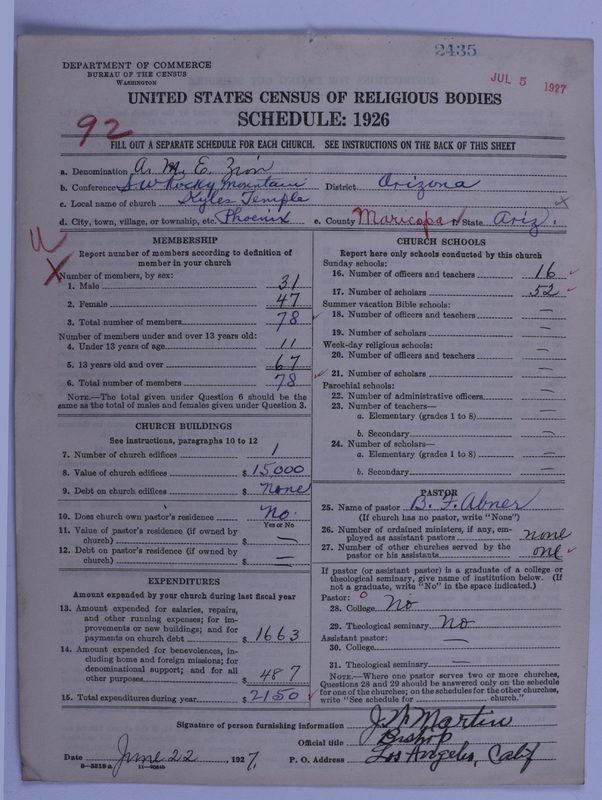 2435
DEPARTMENT OF COMMERCE
BUREAU OF THE CENSUS
WASHINGTON
JUL 5 1927
UNITED STATES CENSUS OF RELIGIOUS BODIES
SCHEDULE: 1926
92
FILL OUT A SEPARATE SCHEDULE FOR EACH CHURCH. SEE INSTRUCTIONS ON THE BACK OF THIS SHEET
a. Denomination A. M. E. Zion
b. Conference S.W. Rocky Mountain District Arizona
c. Local name of church Kyles Temple x
d. City, town, village, or township, etc. Phoenix e. County Maricopa f. State Ariz.
MEMBERSHIP
Report number of members according to definition of
member in your church
Number of members, by sex:
1. Male 31
2. Female 47
3. Total number of members 78
Number of members under and over 13 years old:
4. Under 13 years of age 11
5. 13 years old and over 67
6. Total number of members 78
NOTE.—The total given under Question 6 should be the
same as the total of males and females given under Question 3.
CHURCH BUILDINGS
See instructions, paragraphs 10 to 12
7. Number of church edifices 1
8. Value of church edifices $ 15000
9. Debt on church edifices $ None
10. Does church own pastor's residence No.
Yes or No
11. Value of pastor's residence (if owned by
church) $ —
12. Debt on pastor's residence (if owned by
church) $ —
EXPENDITURES
Amount expended by your church during last fiscal year
13. Amount expended for salaries, repairs,
and other running expenses; for im-
provements or new buildings; and for
payments on church debt $ 1663
14. Amount expended for benevolences, in-
cluding home and foreign missions; for
denominational support; and for all
other purposes $ 487
15. Total expenditures during year $ 2150
CHURCH SCHOOLS
Report here only schools conducted by this church
Sunday schools:
16. Number of officers and teachers 16
17. Number of scholars 52
Summer vacation Bible schools:
18. Number of officers and teachers —
19. Number of scholars —
Week-day religious schools:
20. Number of officers and teachers —
21. Number of scholars —
Parochial schools:
22. Number of administrative officers —
23. Number of teachers—
a. Elementary (grades 1 to 8) —
b. Secondary —
24. Number of scholars—
a. Elementary (grades 1 to 8) —
b. Secondary —
PASTOR
25. Name of pastor B. F. Abner
(If church has no pastor, write "None")
26. Number of ordained ministers, if any, em-
ployed as assistant pastors none
27. Number of other churches served by the
pastor or his assistants one
If pastor (or assistant pastor) is a graduate of a college or
theological seminary, give name of institution below. (If
not a graduate, write "No" in the space indicated.)
Pastor: 0
28. College No
29. Theological seminary No
Assistant pastor: —
30. College
31. Theological seminary —
NOTE.—Where one pastor serves two or more churches,
Questions 28 and 29 should be answered only on the schedule
for one of the churches; on the schedules for the other churches,
write "See schedule for church."
Signature of person furnishing information J. W. Martin
Official title Bishop
Date June 22, 1927. P. O. Address Los Angeles, Calif